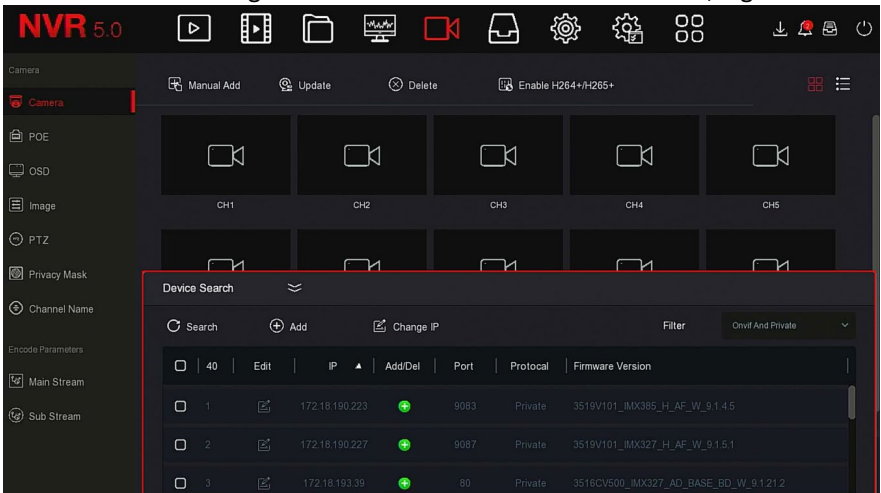 NVR 5.0
2
Camera
Manual Add Update Delete Enable H264+/H265+
Camera
POE
OSD
Image
PTZ
Privacy Mask
Channel Name
Encode Parameters
Main Stream
Sub Stream
CH1 CH2 CH3 CH4 CH5
Device Search
Search Add Change IP Filter Onvif And Private
40 Edit IP Add/Del Port Protocal Firmware Version
1 172.18.190.223 9083 Private 3519V101_IMX385_H_AF_W_9.1.4.5
2 172.18.190.227 9087 Private 3519V101_IMX327_H_AF_W_9.1.5.1
3 172.18.193.39 80 Private 3516CV500_IMX327_AD_BASE_BD_W_9.1.21.2